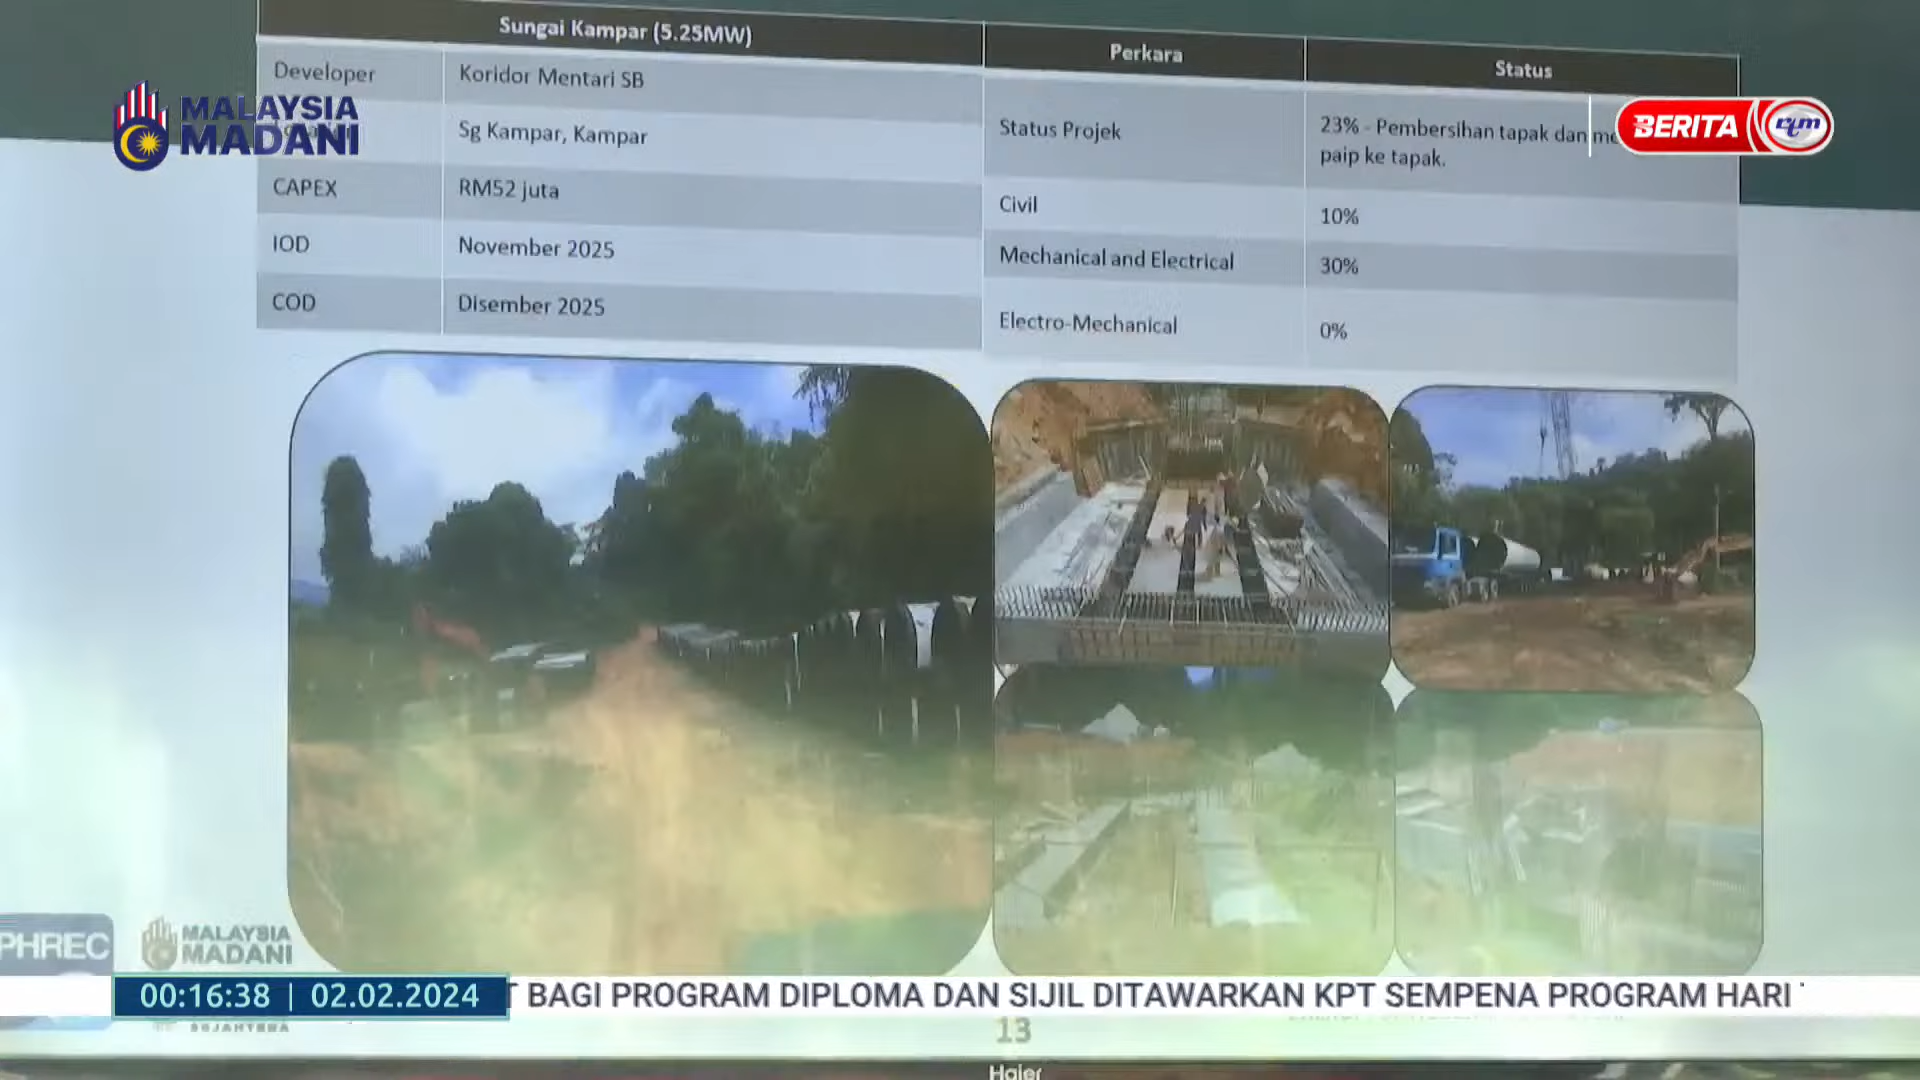 Sungai Kampar (5.25MW)
Perkara
Status
Developer
Koridor Mentari SB
Sg Kampar, Kampar
CAPEX
RM52 juta
IOD
November 2025
COD
Disember 2025
Status Projek
23% - Pembersihan tapak dan
paip ke tapak.
Civil
10%
Mechanical and Electrical
30%
Electro-Mechanical
0%
MALAYSIA
MADANI
BERITA rtm
PHREC
MALAYSIA
MADANI
00:16:38 | 02.02.2024
BAGI PROGRAM DIPLOMA DAN SIJIL DITAWARKAN KPT SEMPENA PROGRAM HARI
13
Haier